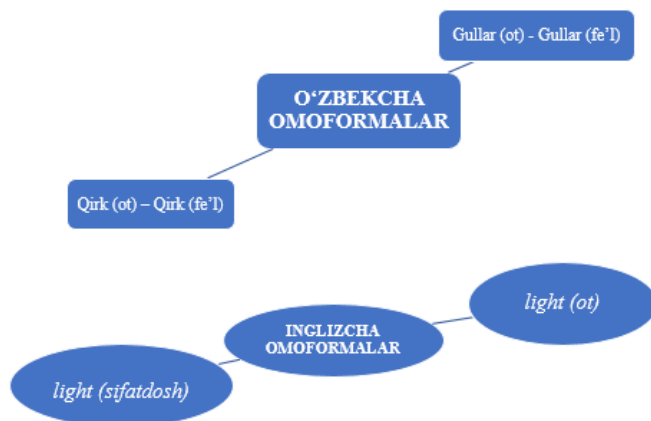 Gullar (ot) - Gullar (fe’l)
O‘ZBEKCHA
OMOFORMALAR
Qirk (ot) – Qirk (fe’l)
light (ot)
INGLIZCHA
OMOFORMALAR
light (sifatdosh)